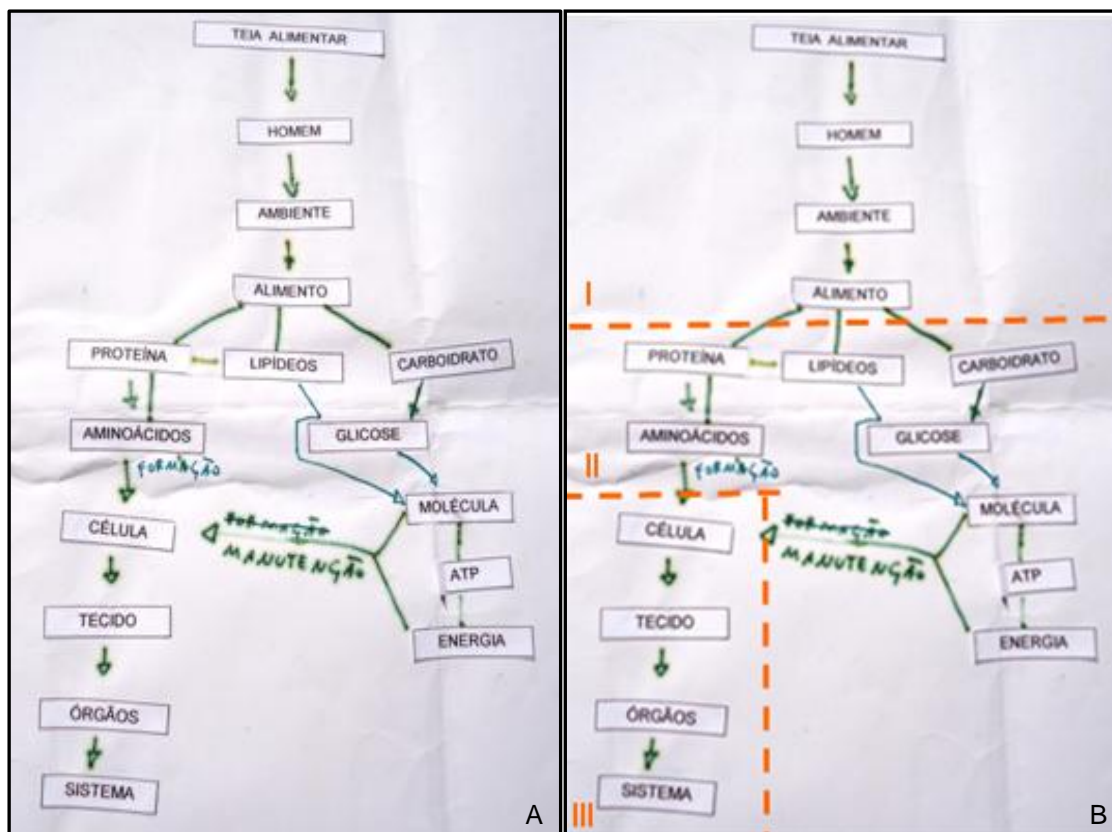 TEIA ALIMENTAR
HOMEM
AMBIENTE
ALIMENTO
PROTEÍNA
LIPÍDEOS
CARBOIDRATO
AMINOÁCIDOS
GLICOSE
FORMAÇÃO
MOLÉCULA
CÉLULA
FORMAÇÃO
MANUTENÇÃO
ATP
TECIDO
ENERGIA
ÓRGÃOS
SISTEMA
A
TEIA ALIMENTAR
HOMEM
AMBIENTE
I
ALIMENTO
PROTEÍNA
LIPÍDEOS
CARBOIDRATO
AMINOÁCIDOS
GLICOSE
II
FORMAÇÃO
MOLÉCULA
CÉLULA
FORMAÇÃO
MANUTENÇÃO
ATP
TECIDO
ENERGIA
ÓRGÃOS
SISTEMA
III
B